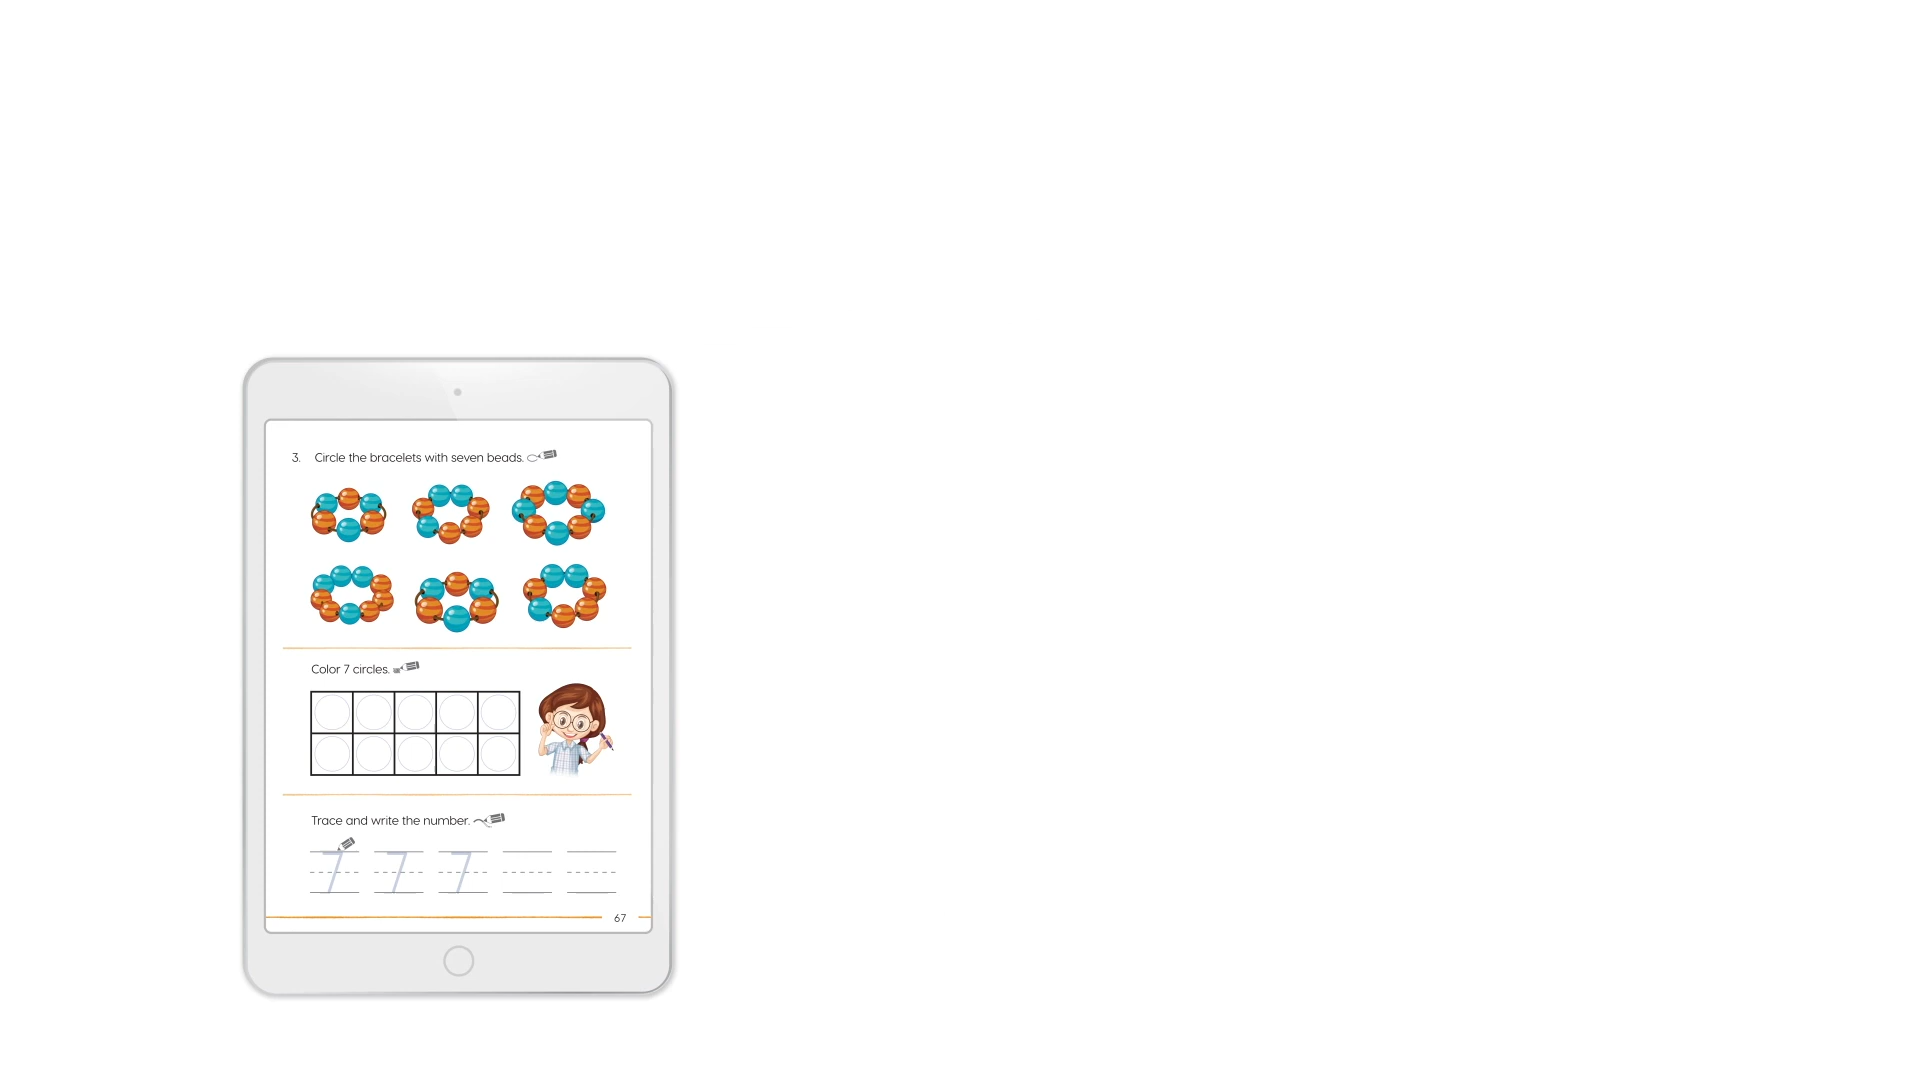 3. Circle the bracelets with seven beads.
Color 7 circles.
Trace and write the number.
7 7 7
67